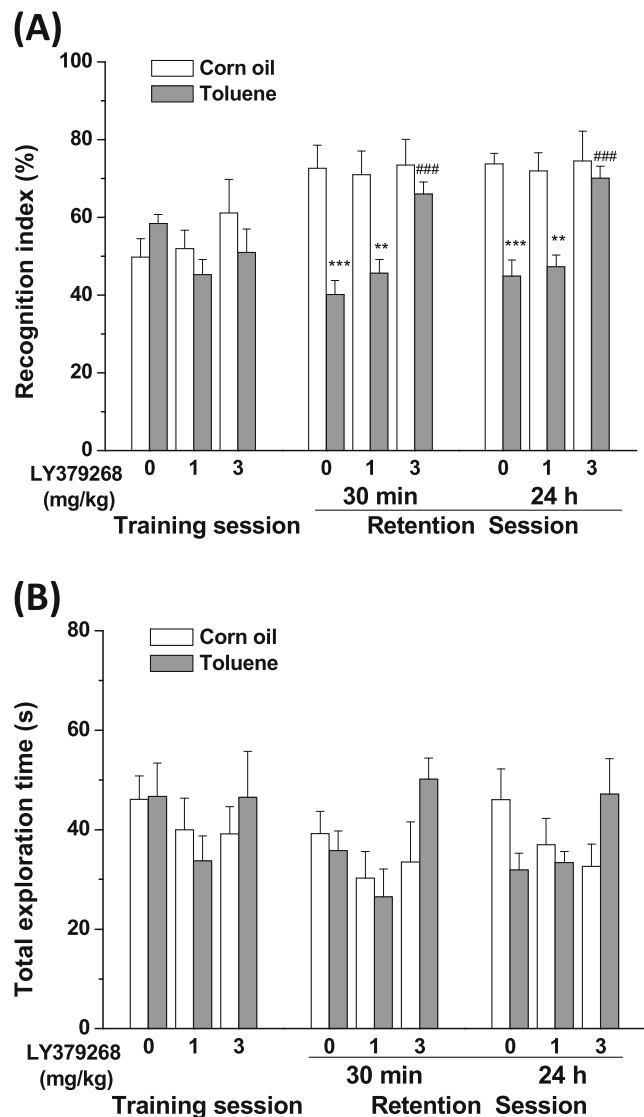 (A)
100
80
60
40
20
0
Recognition index (%)
Corn oil
Toluene
###
###
***
**
***
**
LY379268
(mg/kg)
0 1 3 0 1 3 0 1 3
30 min 24 h
Training session Retention Session
(B)
80
60
40
20
0
Total exploration time (s)
Corn oil
Toluene
LY379268
(mg/kg)
0 1 3 0 1 3 0 1 3
30 min 24 h
Training session Retention Session